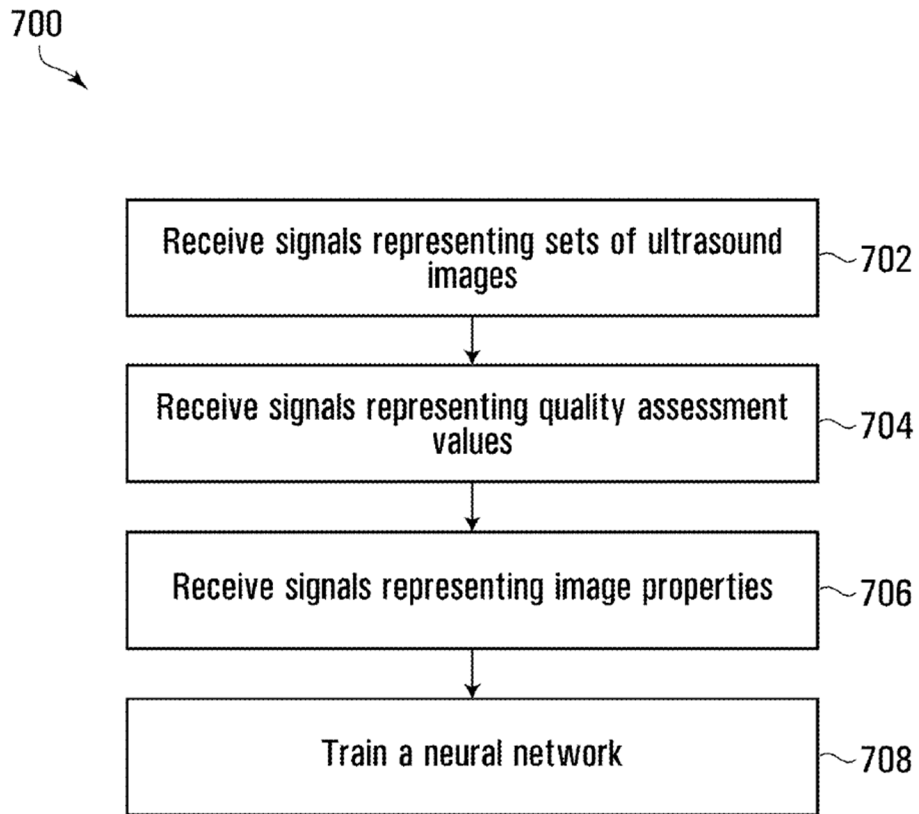 700
Receive signals representing sets of ultrasound
images
702
Receive signals representing quality assessment
values
704
Receive signals representing image properties
706
Train a neural network
708